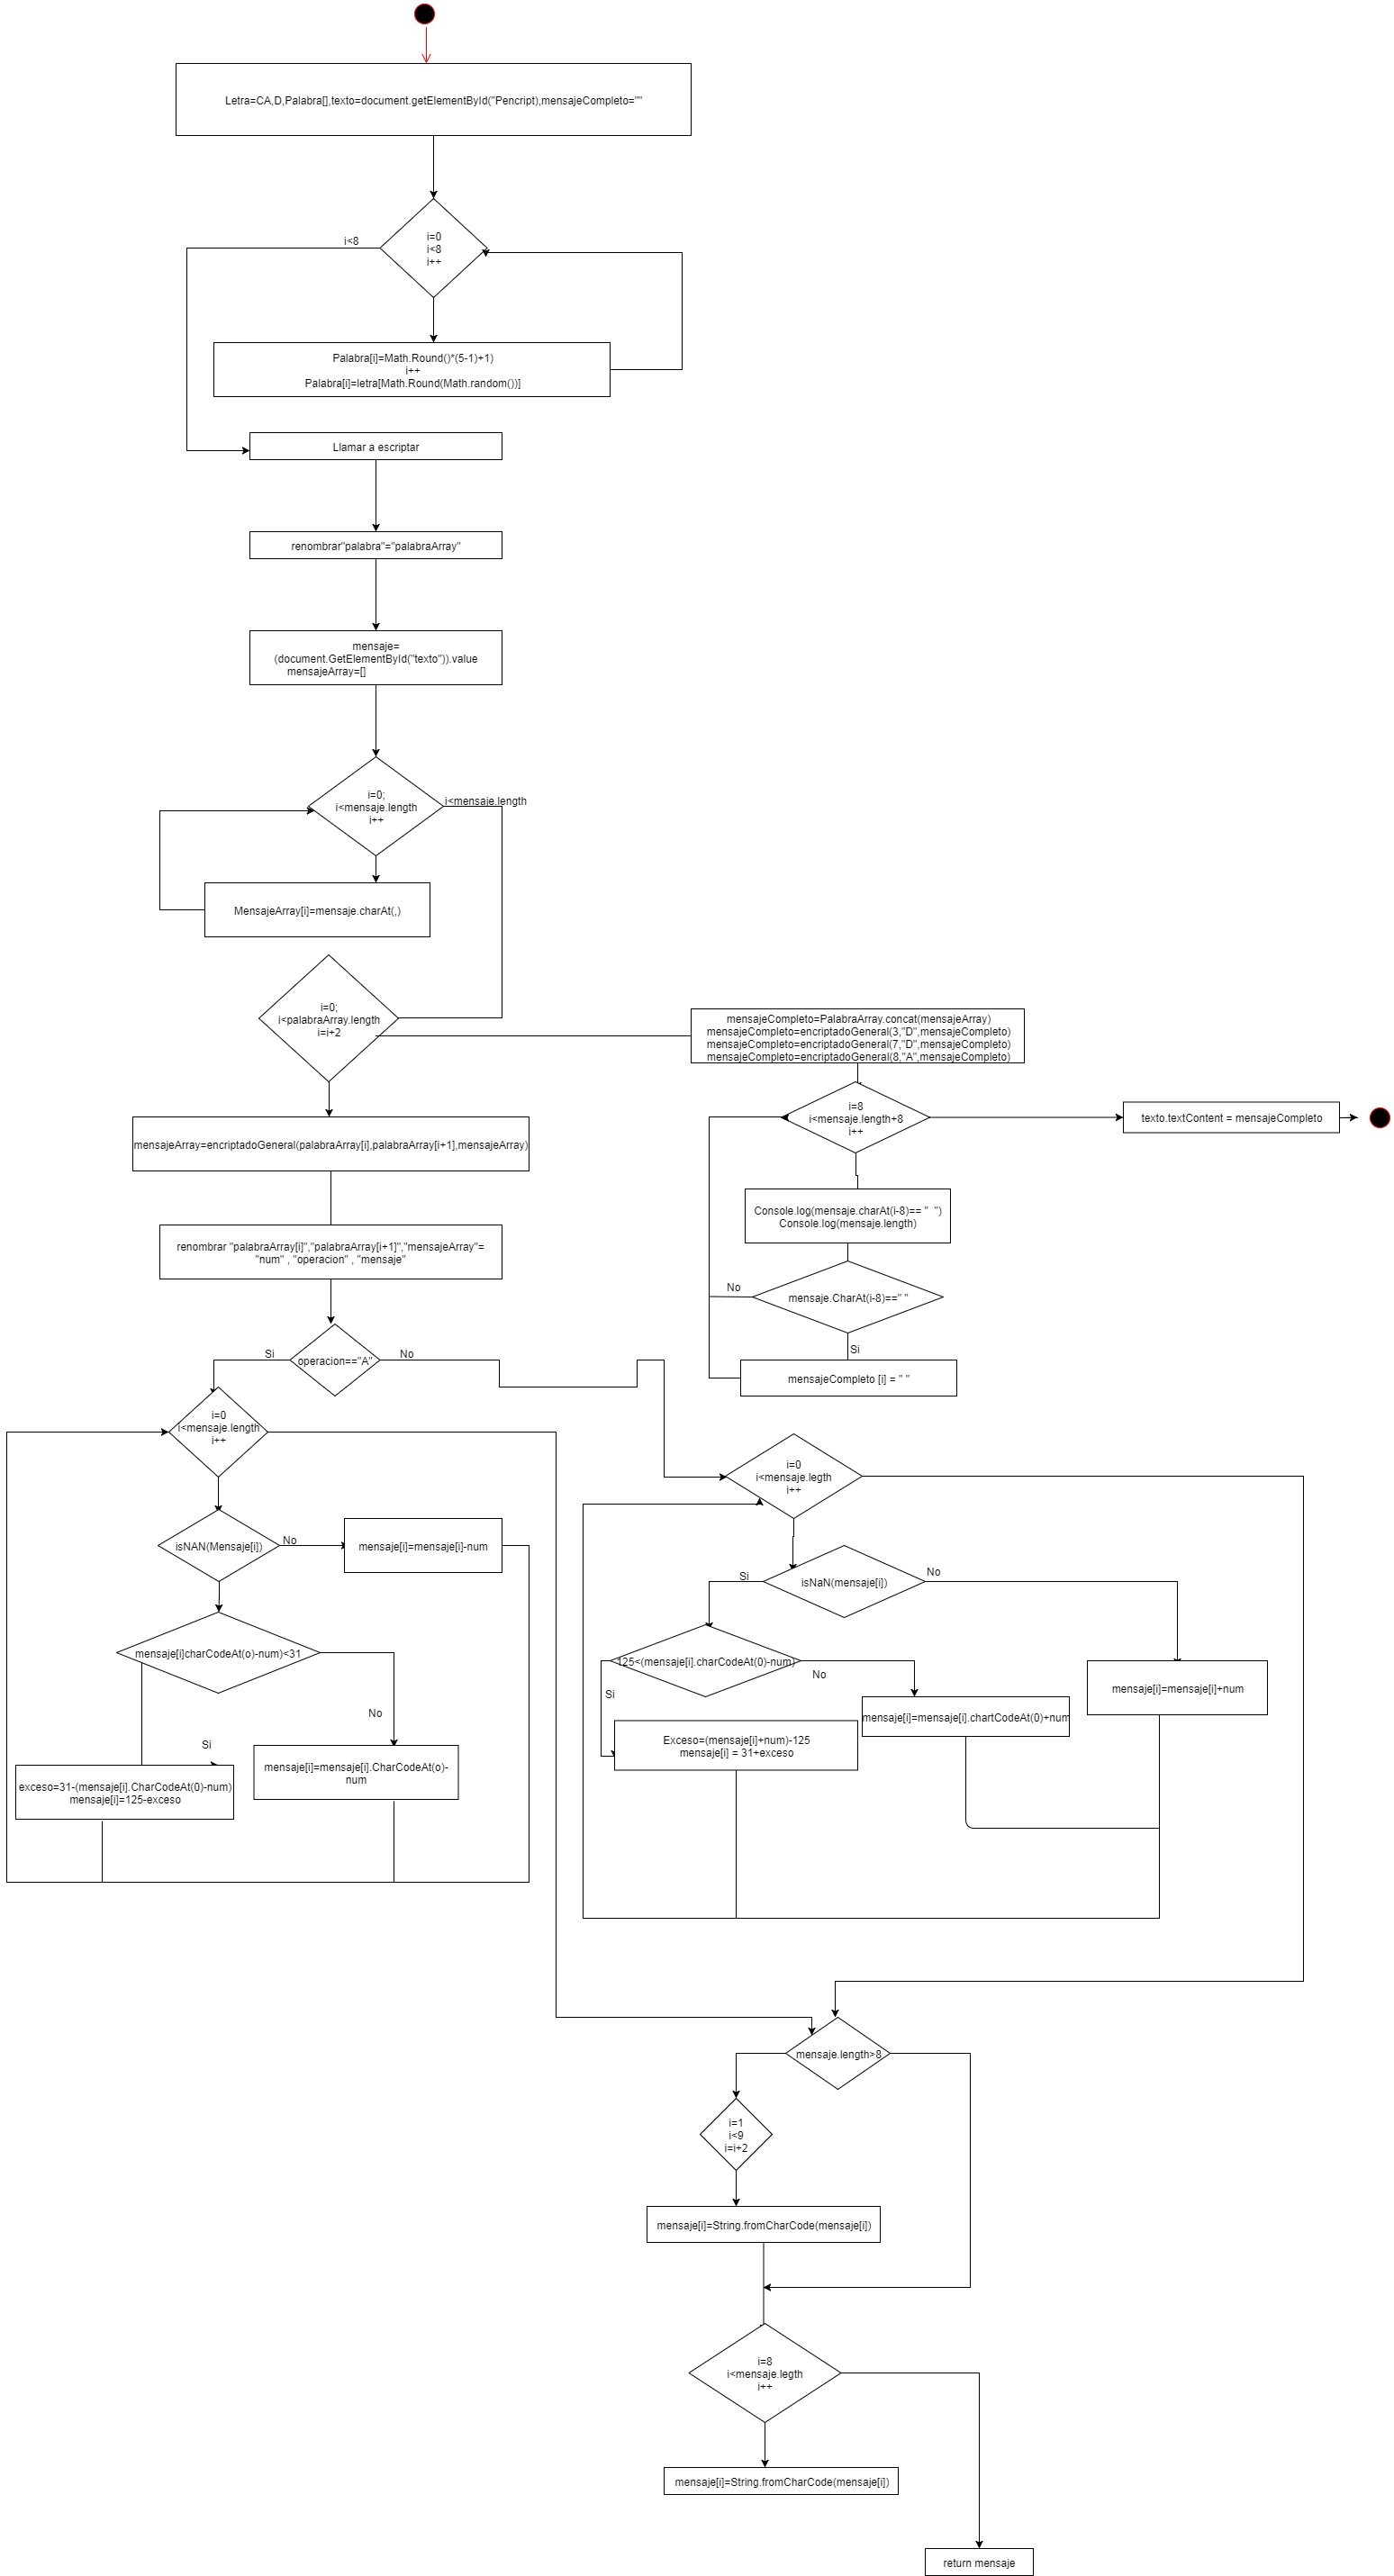 Letra=CA,D,Palabra[],texto=document.getElementById("Pencript),mensajeCompleto=""
i=0
i<8
i++
i<8
Palabra[i]=Math.Round()*(5-1)+1)
i++
Palabra[i]=letra[Math.Round(Math.random())]
Llamar a escriptar
renombrar"palabra"="palabraArray"
mensaje=
(document.GetElementById("texto")).value
mensajeArray=[]
i=0;
i<mensaje.length
i++
i<mensaje.length
MensajeArray[i]=mensaje.charAt(,)
i=0;
i<palabraArray.length
i=i+2
mensajeCompleto=PalabraArray.concat(mensajeArray)
mensajeCompleto=encriptadoGeneral(3,"D",mensajeCompleto)
mensajeCompleto=encriptadoGeneral(7,"D",mensajeCompleto)
mensajeCompleto=encriptadoGeneral(8,"A",mensajeCompleto)
i=8
i<mensaje.length+8
i++
texto.textContent = mensajeCompleto
mensajeArray=encriptadoGeneral(palabraArray[i],palabraArray[i+1],mensajeArray)
Console.log(mensaje.charAt(i-8)== "  ")
Console.log(mensaje.length)
renombrar "palabraArray[i]","palabraArray[i+1]","mensajeArray"=
"num" , "operacion" , "mensaje"
No
mensaje.CharAt(i-8)==" "
Si
mensajeCompleto [i] = " "
Si
operacion=="A"
No
i=0
i<mensaje.length
i++
i=0
i<mensaje.legth
i++
isNAN(Mensaje[i])
No
mensaje[i]=mensaje[i]-num
Si
isNaN(mensaje[i])
No
mensaje[i]charCodeAt(o)-num)<31
125<(mensaje[i].charCodeAt(0)-num)
No
Si
mensaje[i]=mensaje[i]+num
No
mensaje[i]=mensaje[i].chartCodeAt(0)+num
Si
Exceso=(mensaje[i]+num)-125
mensaje[i] = 31+exceso
mensaje[i]=mensaje[i].CharCodeAt(o)-
num
exceso=31-(mensaje[i].CharCodeAt(0)-num)
mensaje[i]=125-exceso
mensaje.length>8
i=1
i<9
i=i+2
mensaje[i]=String.fromCharCode(mensaje[i])
i=8
i<mensaje.legth
i++
mensaje[i]=String.fromCharCode(mensaje[i])
return mensaje